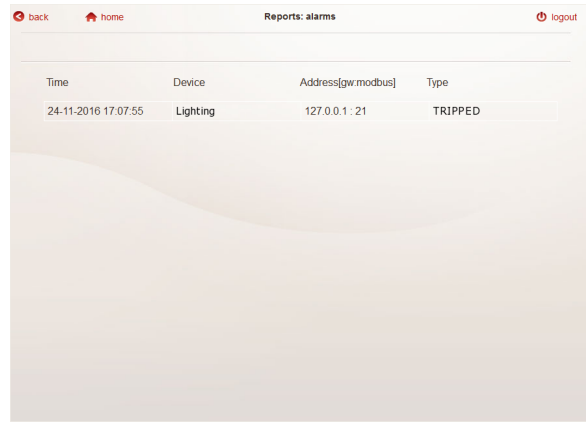 back home Reports: alarms logout
Time Device Address[gw:modbus] Type
24-11-2016 17:07:55 Lighting 127.0.0.1 : 21 TRIPPED